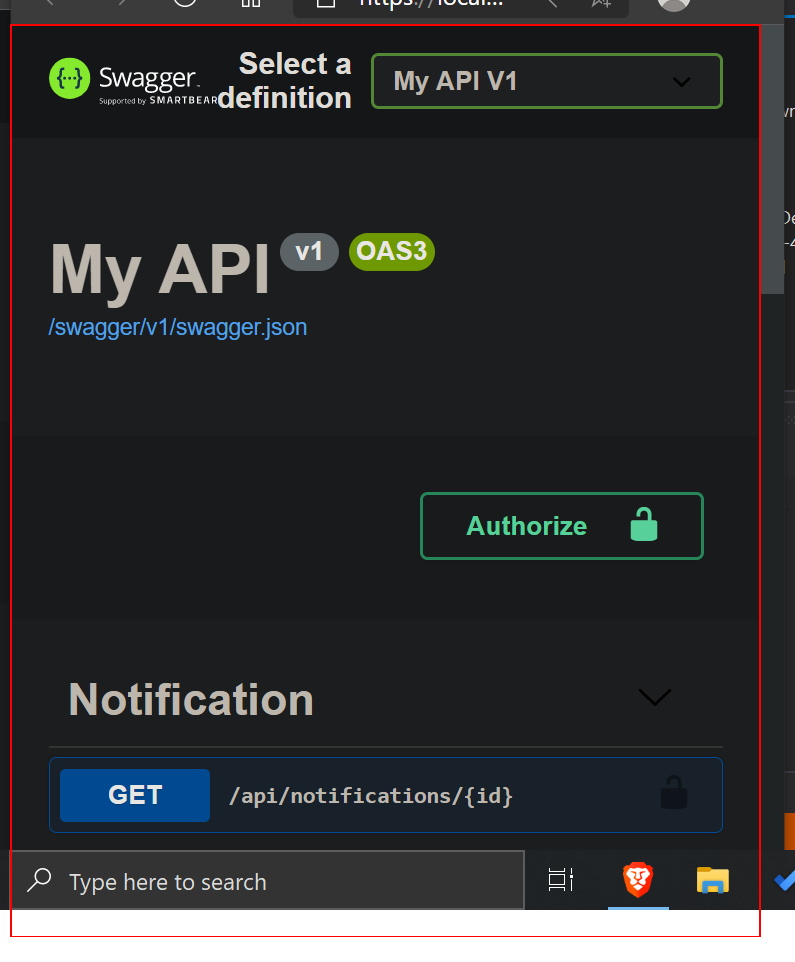 https://local...
Swagger™
Supported by SMARTBEAR
Select a
definition
My API V1
My API
v1
OAS3
/swagger/v1/swagger.json
Authorize
Notification
GET
/api/notifications/{id}
Type here to search